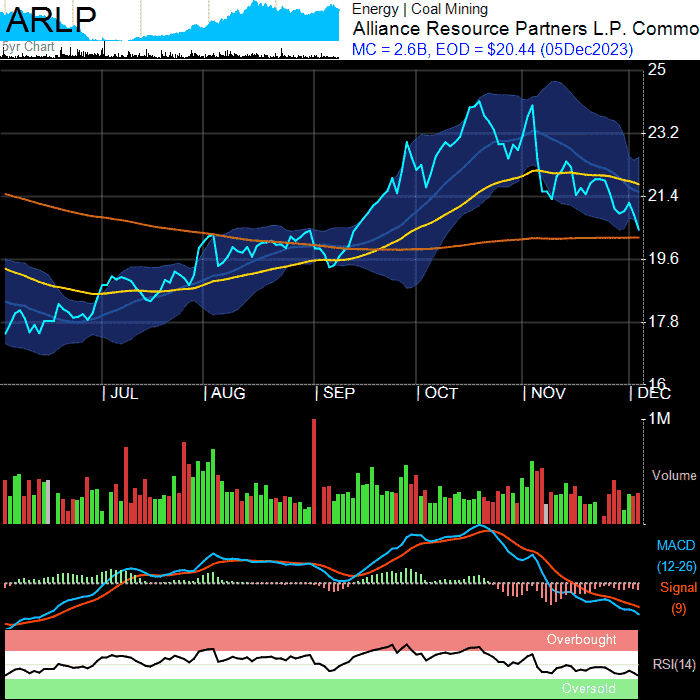 ARLP
5yr Chart
Energy | Coal Mining
Alliance Resource Partners L.P. Commo
MC = 2.6B, EOD = $20.44 (05Dec2023)
25
23.2
21.4
19.6
17.8
16
JUL
AUG
SEP
OCT
NOV
DEC
1M
Volume
MACD
(12-26)
Signal
(9)
Overbought
RSI(14)
Oversold